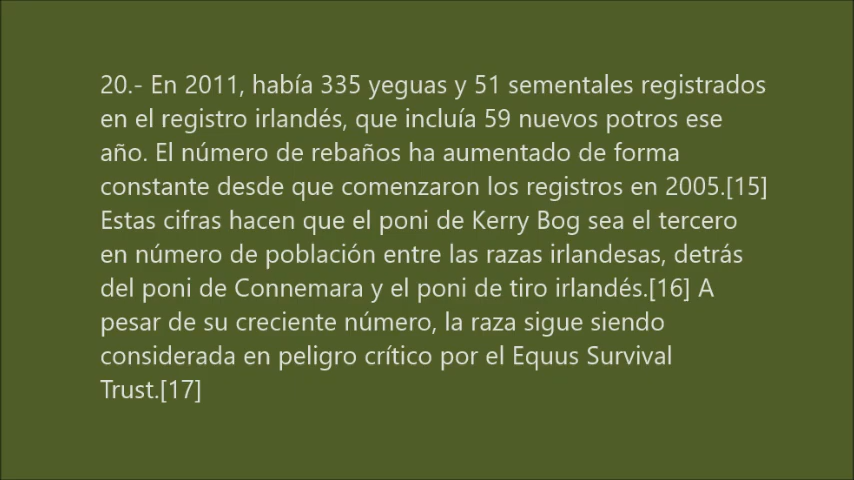 20.- En 2011, había 335 yeguas y 51 sementales registrados
en el registro irlandés, que incluía 59 nuevos potros ese
año. El número de rebaños ha aumentado de forma
constante desde que comenzaron los registros en 2005.[15]
Estas cifras hacen que el poni de Kerry Bog sea el tercero
en número de población entre las razas irlandesas, detrás
del poni de Connemara y el poni de tiro irlandés.[16] A
pesar de su creciente número, la raza sigue siendo
considerada en peligro crítico por el Equus Survival
Trust.[17]